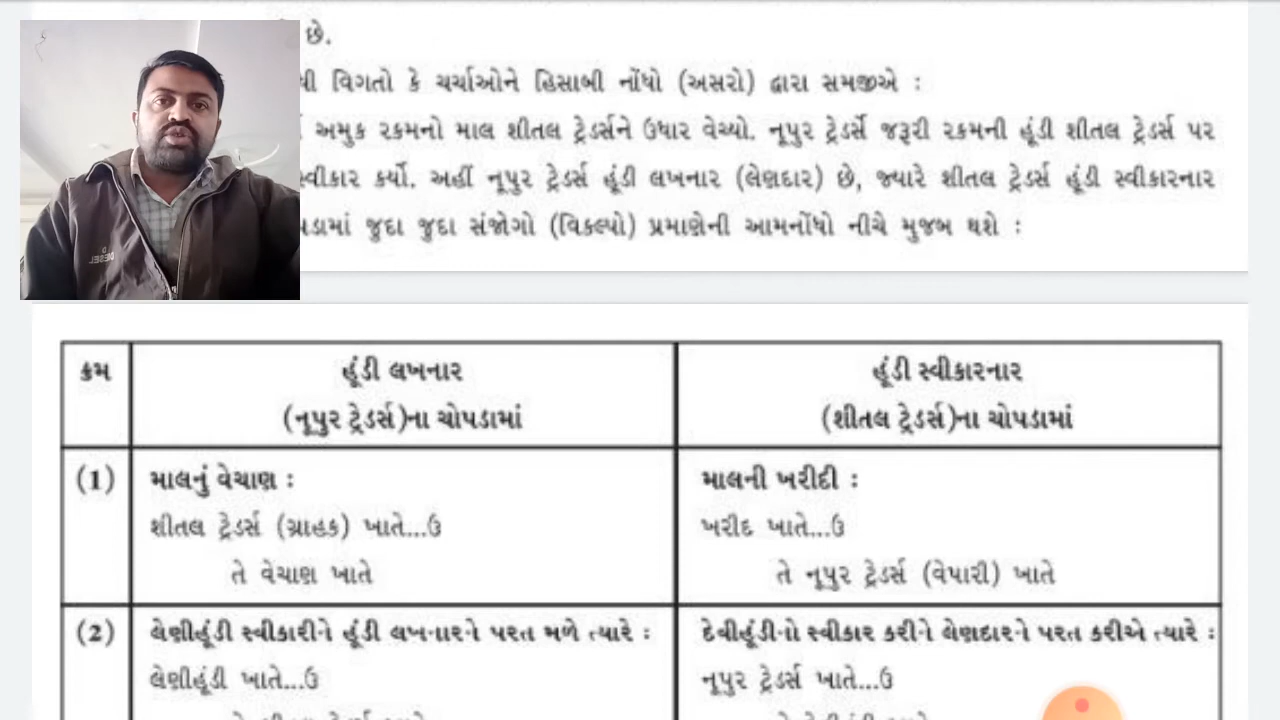 છે.
વિગતો કે ચર્ચાઓને હિસાબી નોંધો (અસરો) દ્વારા સમજીએ :
અમુક રકમનો માલ શીતલ ટ્રેડર્સને ઉધાર વેચ્યો. નૂપુર ટ્રેડર્સે જરૂરી રકમની હૂંડી શીતલ ટ્રેડર્સ પર
સ્વીકાર કર્યો. અહીં નૂપુર ટ્રેડર્સ હૂંડી લખનાર (લેણદાર) છે, જ્યારે શીતલ ટ્રેડર્સ હૂંડી સ્વીકારનાર
જુદા જુદા સંજોગો (વિકલ્પો) પ્રમાણેની આમનોંધો નીચે મુજબ થશે :
DIESEL
ક્રમ હૂંડી લખનાર હૂંડી સ્વીકારનાર
(નૂપુર ટ્રેડર્સ)ના ચોપડામાં (શીતલ ટ્રેડર્સ)ના ચોપડામાં
(1) માલનું વેચાણ : માલની ખરીદી :
શીતલ ટ્રેડર્સ (ગ્રાહક) ખાતે...ઉ ખરીદ ખાતે...ઉ
તે વેચાણ ખાતે તે નૂપુર ટ્રેડર્સ (વેપારી) ખાતે
(2) લેણીહૂંડી સ્વીકારીને હૂંડી લખનારને પરત મળે ત્યારે : દેવીહૂંડીનો સ્વીકાર કરીને લેણદારને પરત કરીએ ત્યારે :
લેણીહૂંડી ખાતે...ઉ નૂપુર ટ્રેડર્સ ખાતે...ઉ